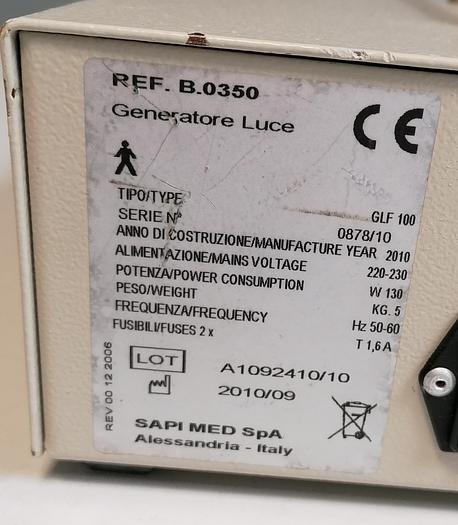 REF. B.0350
Generatore Luce
CE
TIPO/TYPE GLF 100
SERIE N° 0878/10
ANNO DI COSTRUZIONE/MANUFACTURE YEAR 2010
ALIMENTAZIONE/MAINS VOLTAGE 220-230
POTENZA/POWER CONSUMPTION W 130
PESO/WEIGHT KG. 5
FREQUENZA/FREQUENCY Hz 50-60
FUSIBILI/FUSES 2 x T 1,6 A
LOT A1092410/10
2010/09
REV 00 12 2006
SAPI MED SpA
Alessandria - Italy